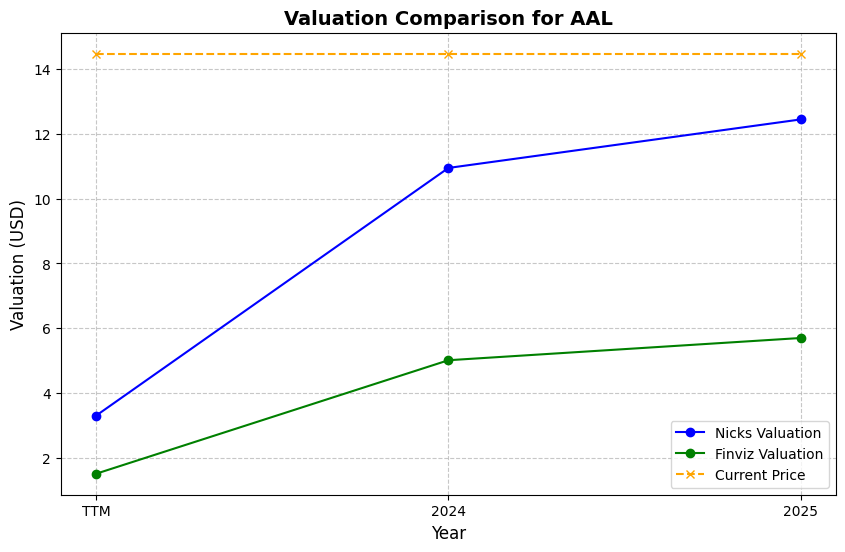 Valuation Comparison for AAL
Valuation (USD)
14
12
10
8
6
4
2
TTM
2024
2025
Year
Nicks Valuation
Finviz Valuation
Current Price